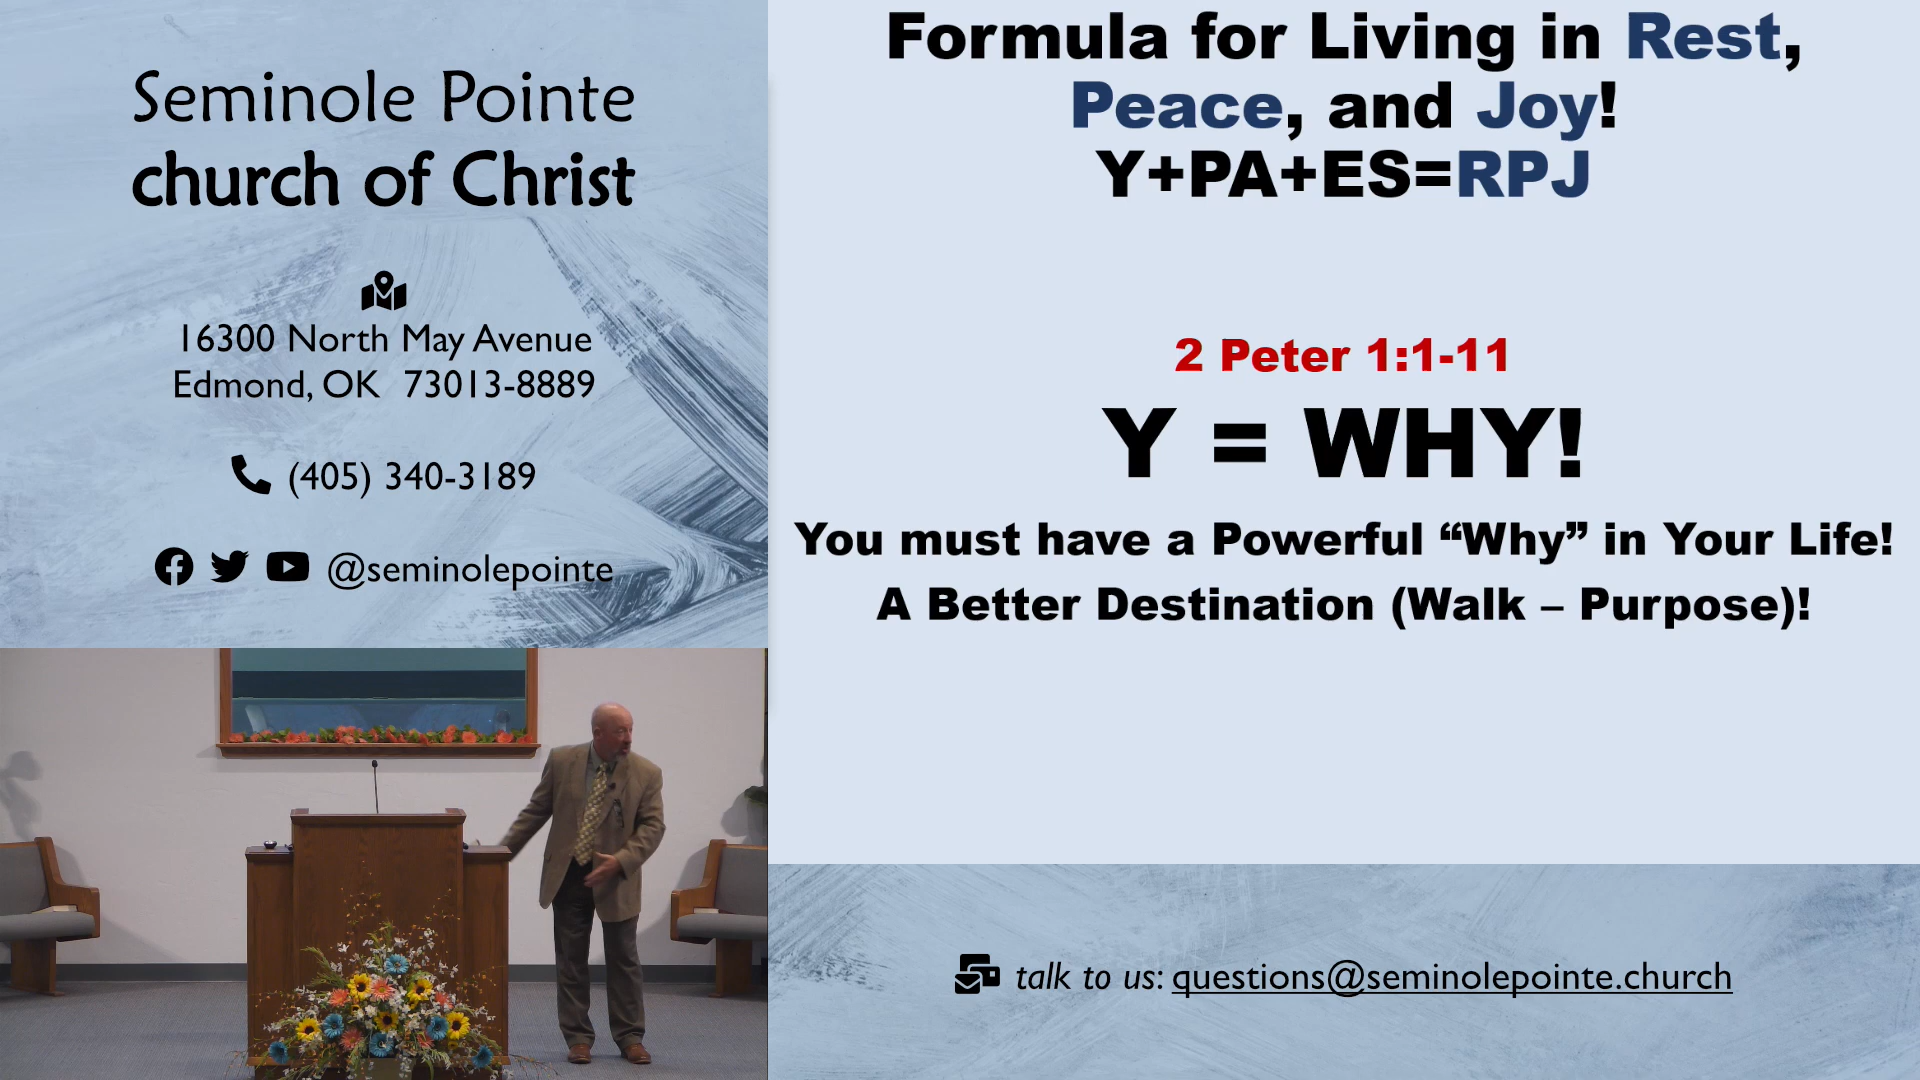 Seminole Pointe
church of Christ
16300 North May Avenue
Edmond, OK 73013-8889
(405) 340-3189
@seminolepointe
Formula for Living in Rest,
Peace, and Joy!
Y+PA+ES=RPJ
2 Peter 1:1-11
Y = WHY!
You must have a Powerful “Why” in Your Life!
A Better Destination (Walk – Purpose)!
talk to us: questions@seminolepointe.church